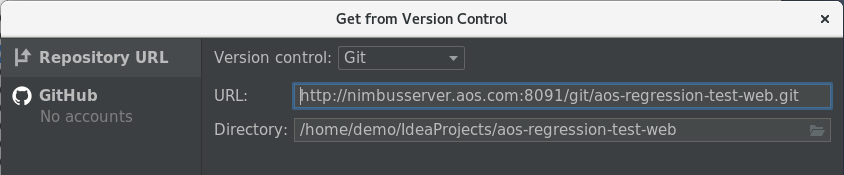 Get from Version Control
Repository URL
GitHub
No accounts
Version control: Git
URL: http://nimbusserver.aos.com:8091/git/aos-regression-test-web.git
Directory: /home/demo/IdeaProjects/aos-regression-test-web